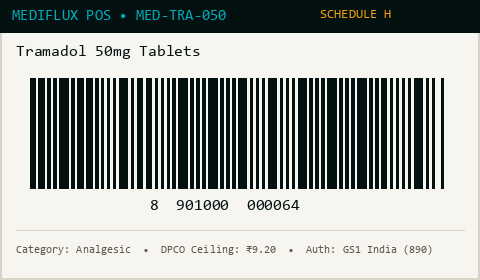 MEDIFLUX POS • MED-TRA-050 SCHEDULE H
Tramadol 50mg Tablets
8 901000 000064
Category: Analgesic • DPCO Ceiling: ₹9.20 • Auth: GS1 India (890)